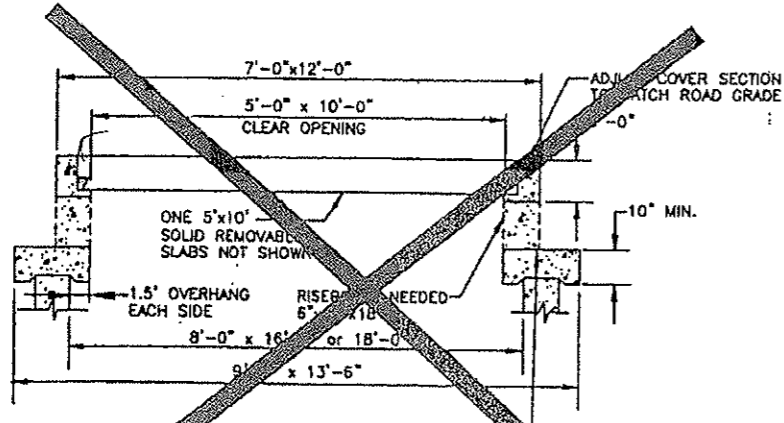 7'-0"x12'-0"
5'-0" x 10'-0"
CLEAR OPENING
COVER SECTION
ROAD GRADE
-0"
ONE 5'x10'
SOLID
SLABS NOT SHOWN
10" MIN.
1.5' OVERHANG
EACH SIDE
NEEDED
8'-0" x 16' or 18'-0"
x 13'-6"